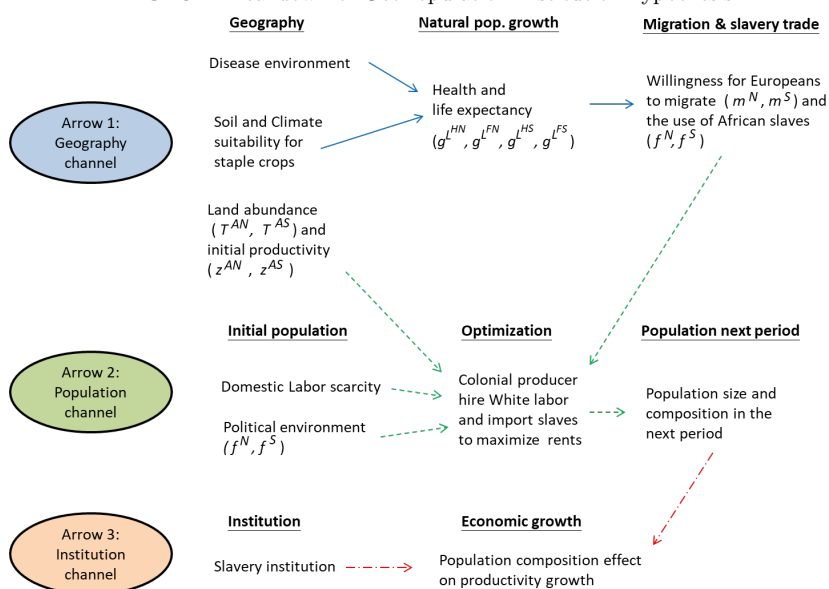 Geography
Natural pop. growth
Migration & slavery trade
Disease environment
Health and
life expectancy
(g^{L^{HN}}, g^{L^{FN}}, g^{L^{HS}}, g^{L^{FS}})
Willingness for Europeans
to migrate (m^N, m^S) and
the use of African slaves
(f^N, f^S)
Arrow 1:
Geography
channel
Soil and Climate
suitability for
staple crops
Land abundance
(T^{AN}, T^{AS}) and
initial productivity
(z^{AN}, z^{AS})
Initial population
Optimization
Population next period
Arrow 2:
Population
channel
Domestic Labor scarcity
Political environment
(f^N, f^S)
Colonial producer
hire White labor
and import slaves
to maximize rents
Population size and
composition in the
next period
Institution
Economic growth
Arrow 3:
Institution
channel
Slavery institution
Population composition effect
on productivity growth